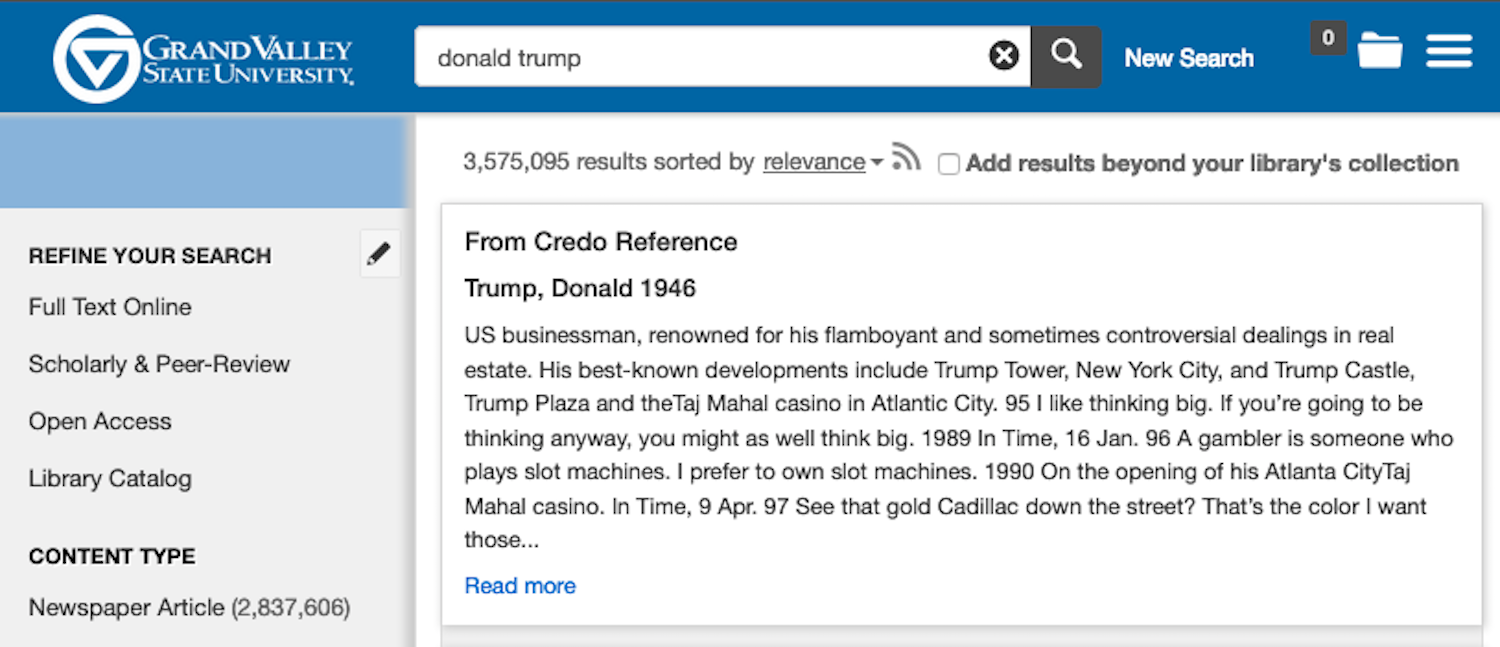 GRAND VALLEY
STATE UNIVERSITY.
donald trump
New Search
0
3,575,095 results sorted by relevance
Add results beyond your library's collection
REFINE YOUR SEARCH
Full Text Online
Scholarly & Peer-Review
Open Access
Library Catalog
CONTENT TYPE
Newspaper Article (2,837,606)
From Credo Reference
Trump, Donald 1946
US businessman, renowned for his flamboyant and sometimes controversial dealings in real
estate. His best-known developments include Trump Tower, New York City, and Trump Castle,
Trump Plaza and theTaj Mahal casino in Atlantic City. 95 I like thinking big. If you’re going to be
thinking anyway, you might as well think big. 1989 In Time, 16 Jan. 96 A gambler is someone who
plays slot machines. I prefer to own slot machines. 1990 On the opening of his Atlanta CityTaj
Mahal casino. In Time, 9 Apr. 97 See that gold Cadillac down the street? That’s the color I want
those...
Read more